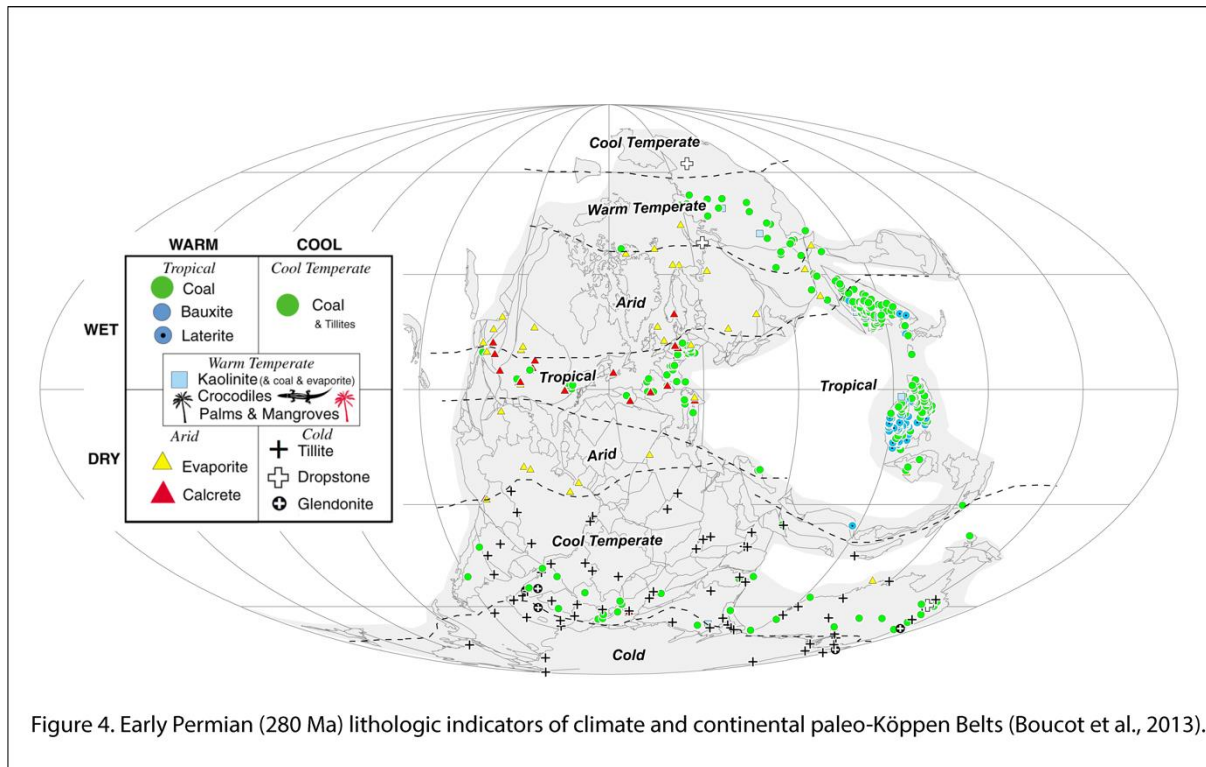 Cool Temperate
Warm Temperate
Arid
Tropical
Tropical
Arid
Cool Temperate
Cold
WARM
COOL
WET
DRY
Tropical
Coal
Bauxite
Laterite
Cool Temperate
Coal
& Tillites
Warm Temperate
Kaolinite (& coal & evaporite)
Crocodiles
Palms & Mangroves
Arid
Evaporite
Calcrete
Cold
Tillite
Dropstone
Glendonite
Figure 4. Early Permian (280 Ma) lithologic indicators of climate and continental paleo-Köppen Belts (Boucot et al., 2013).